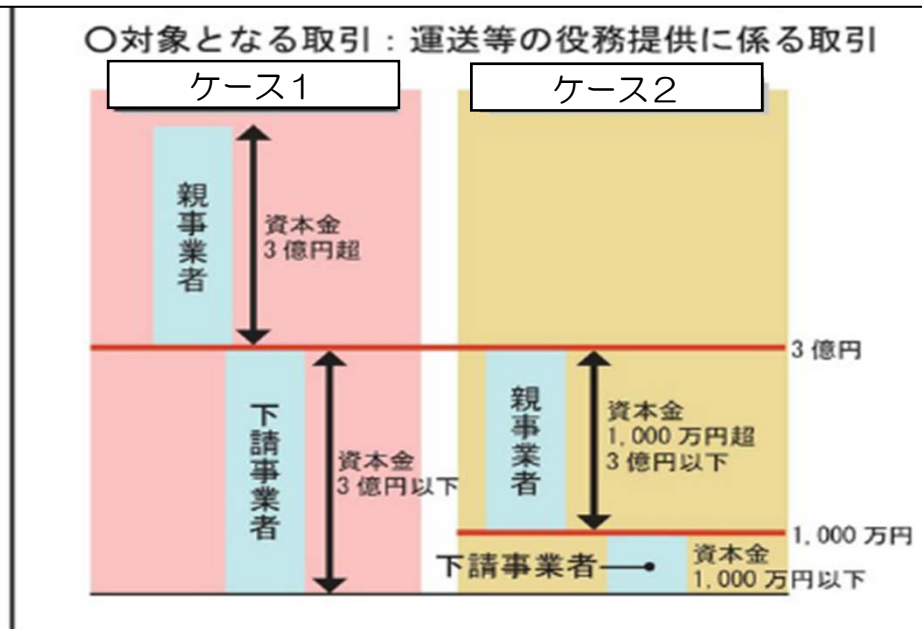 〇対象となる取引：運送等の役務提供に係る取引
ケース1
ケース2
親事業者
資本金
3億円超
3億円
下請事業者
資本金
3億円以下
親事業者
資本金
1,000万円超
3億円以下
1,000万円
下請事業者
資本金
1,000万円以下